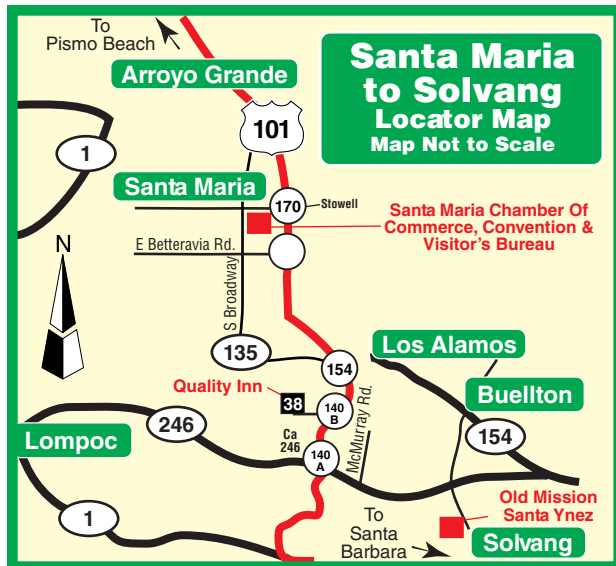 To
Pismo Beach
Arroyo Grande
Santa Maria
to Solvang
Locator Map
Map Not to Scale
101
1
Santa Maria
170
Stowell
Santa Maria Chamber Of
Commerce, Convention &
Visitor's Bureau
N
E Betteravia Rd.
S Broadway
135
154
Los Alamos
Quality Inn
38
140
B
McMurray Rd.
Buellton
154
246
Ca
246
Lompoc
140
A
1
To
Santa
Barbara
Old Mission
Santa Ynez
Solvang